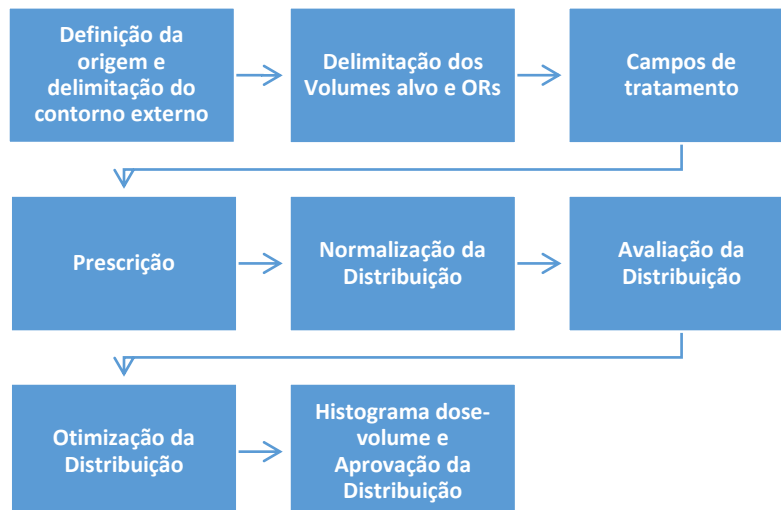 Definição da
origem e
delimitação do
contorno externo
Delimitação dos
Volumes alvo e ORs
Campos de
tratamento
Prescrição
Normalização da
Distribuição
Avaliação da
Distribuição
Otimização da
Distribuição
Histograma dose-
volume e
Aprovação da
Distribuição